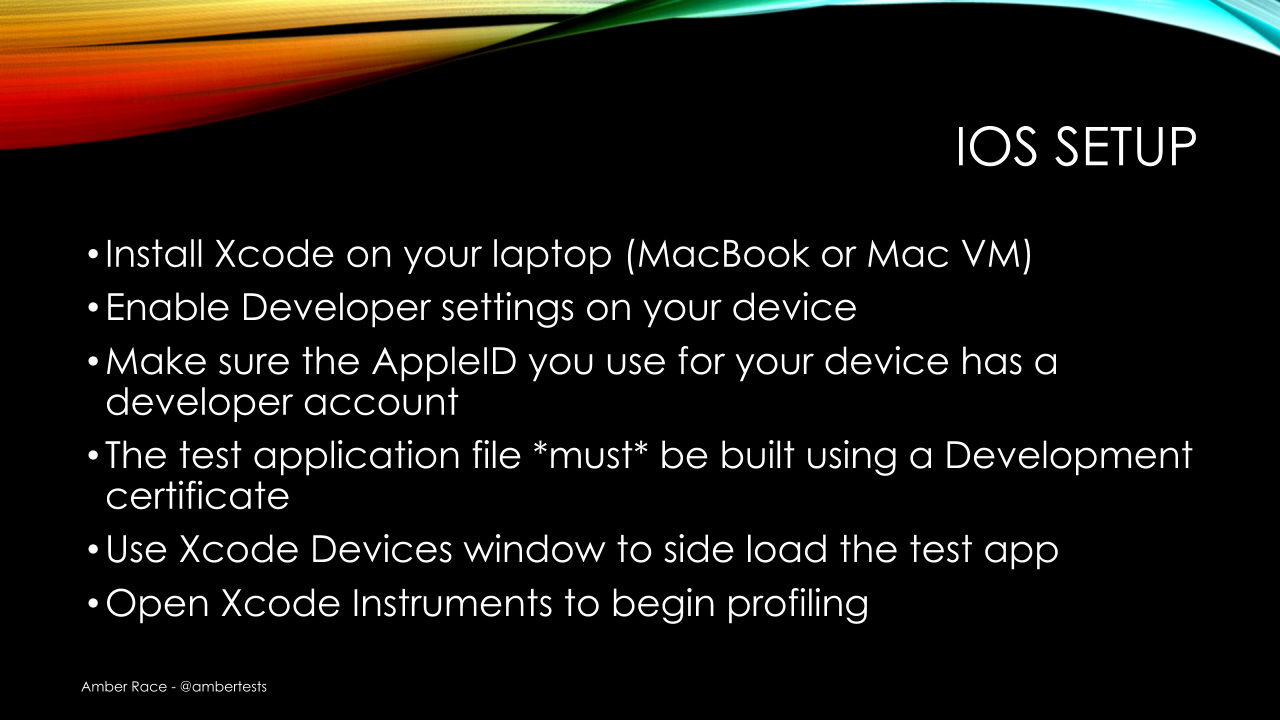 IOS SETUP
• Install Xcode on your laptop (MacBook or Mac VM)
• Enable Developer settings on your device
• Make sure the AppleID you use for your device has a
developer account
• The test application file *must* be built using a Development
certificate
• Use Xcode Devices window to side load the test app
• Open Xcode Instruments to begin profiling
Amber Race - @ambertests